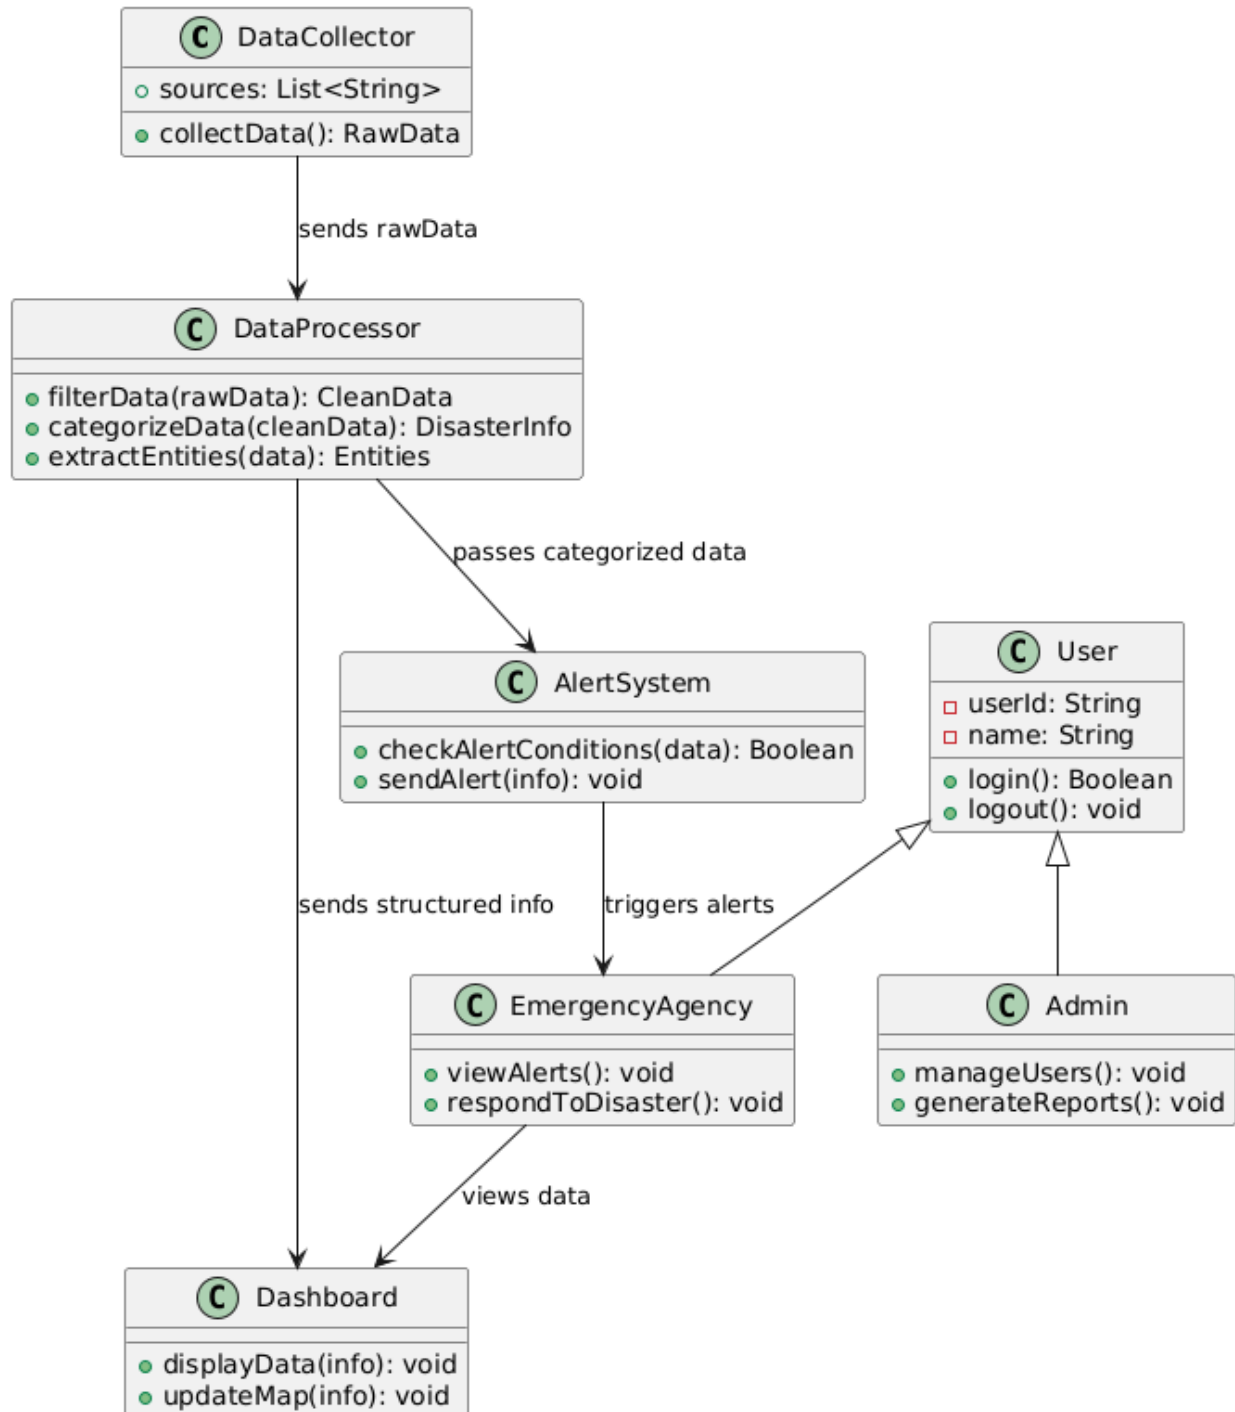 C DataCollector
sources: List<String>
collectData(): RawData
sends rawData
C DataProcessor
filterData(rawData): CleanData
categorizeData(cleanData): DisasterInfo
extractEntities(data): Entities
passes categorized data
C AlertSystem
checkAlertConditions(data): Boolean
sendAlert(info): void
C User
userId: String
name: String
login(): Boolean
logout(): void
sends structured info
triggers alerts
C EmergencyAgency
viewAlerts(): void
respondToDisaster(): void
C Admin
manageUsers(): void
generateReports(): void
views data
C Dashboard
displayData(info): void
updateMap(info): void